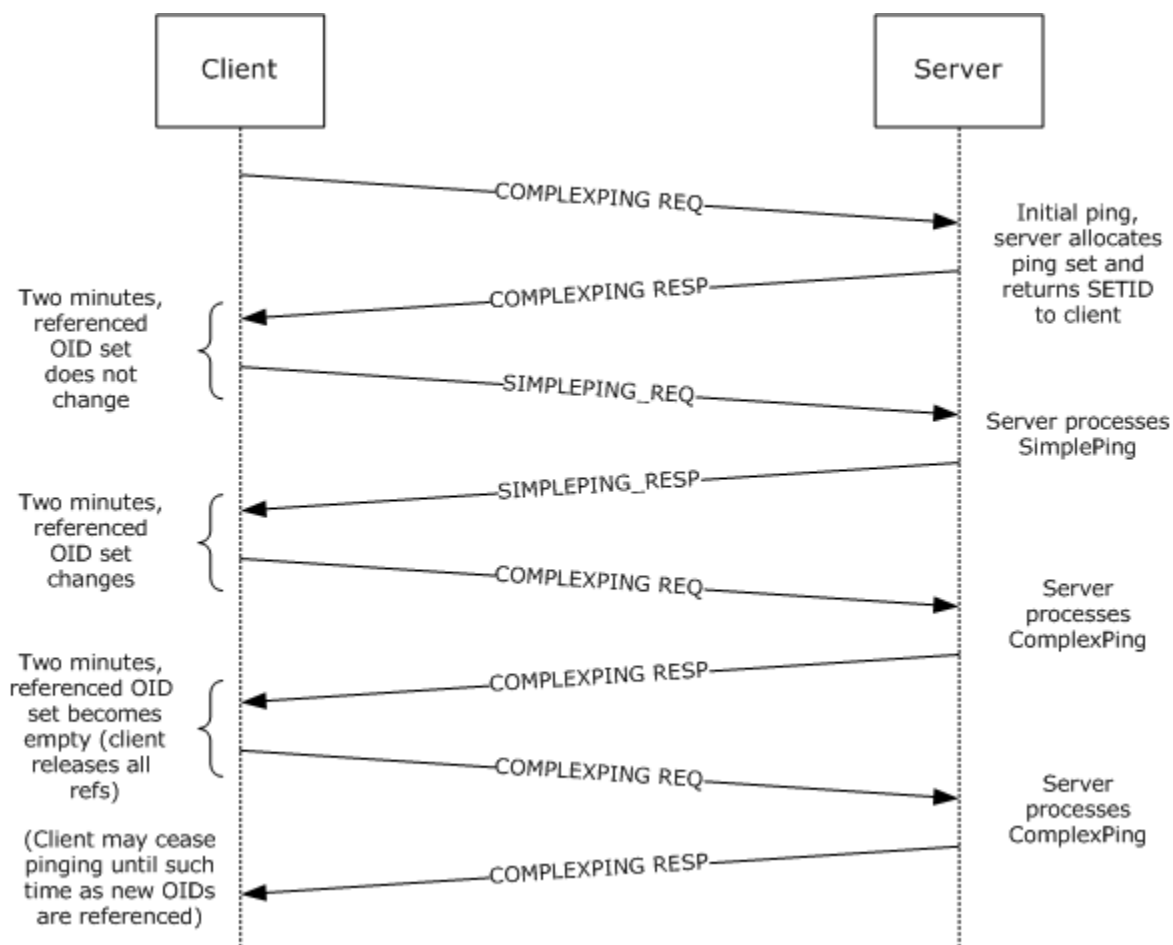 Client
Server
COMPLEXPING REQ
Initial ping,
server allocates
ping set and
returns SETID
to client
COMPLEXPING RESP
Two minutes,
referenced
OID set
does not
change
SIMPLEPING_REQ
Server processes
SimplePing
SIMPLEPING_RESP
Two minutes,
referenced
OID set
changes
COMPLEXPING REQ
Server
processes
ComplexPing
COMPLEXPING RESP
Two minutes,
referenced OID
set becomes
empty (client
releases all
refs)
COMPLEXPING REQ
Server
processes
ComplexPing
COMPLEXPING RESP
(Client may cease
pinging until such
time as new OIDs
are referenced)